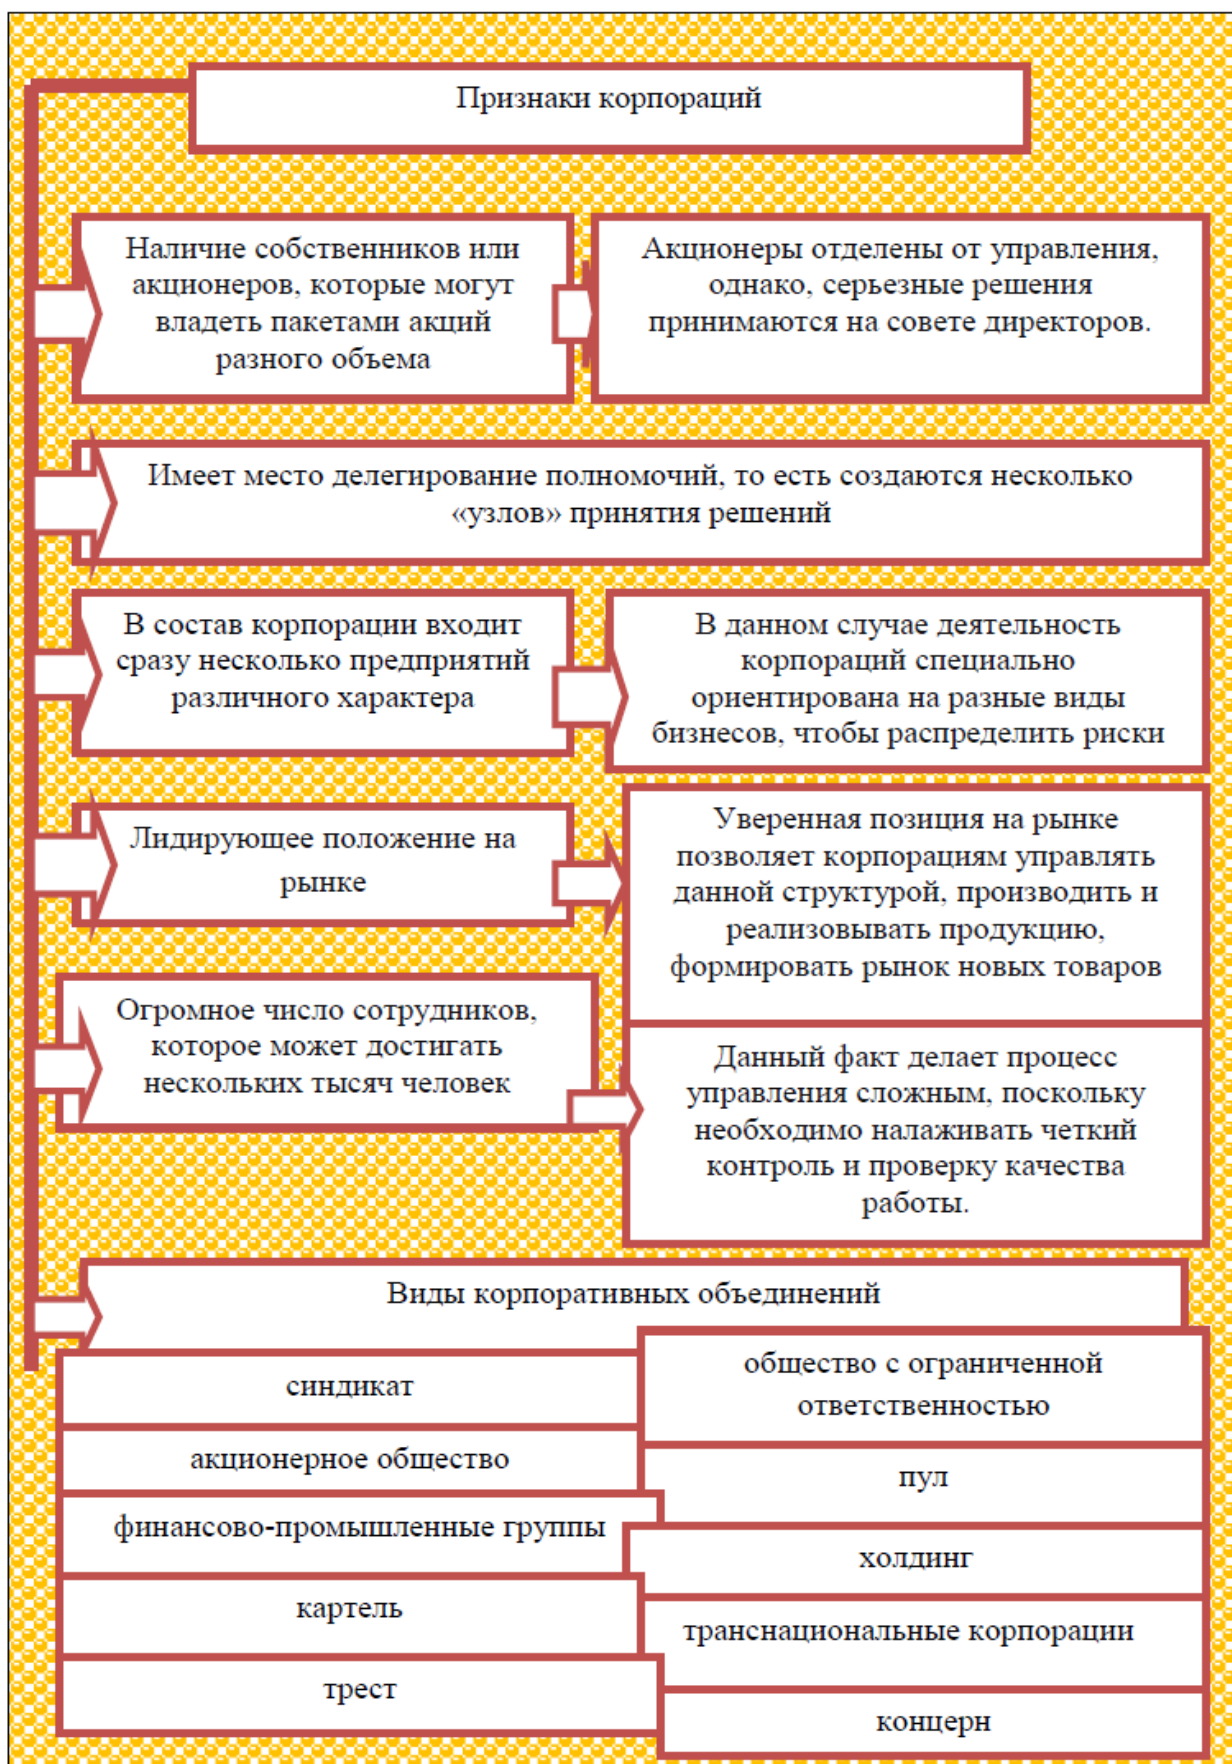 Признаки корпораций
Наличие собственников или
акционеров, которые могут
владеть пакетами акций
разного объема
Акционеры отделены от управления,
однако, серьезные решения
принимаются на совете директоров.
Имеет место делегирование полномочий, то есть создаются несколько
«узлов» принятия решений
В состав корпорации входит
сразу несколько предприятий
различного характера
В данном случае деятельность
корпораций специально
ориентирована на разные виды
бизнесов, чтобы распределить риски
Лидирующее положение на
рынке
Уверенная позиция на рынке
позволяет корпорациям управлять
данной структурой, производить и
реализовывать продукцию,
формировать рынок новых товаров
Огромное число сотрудников,
которое может достигать
нескольких тысяч человек
Данный факт делает процесс
управления сложным, поскольку
необходимо налаживать четкий
контроль и проверку качества
работы.
Виды корпоративных объединений
синдикат
акционерное общество
финансово-промышленные группы
картель
трест
общество с ограниченной
ответственностью
пул
холдинг
транснациональные корпорации
концерн